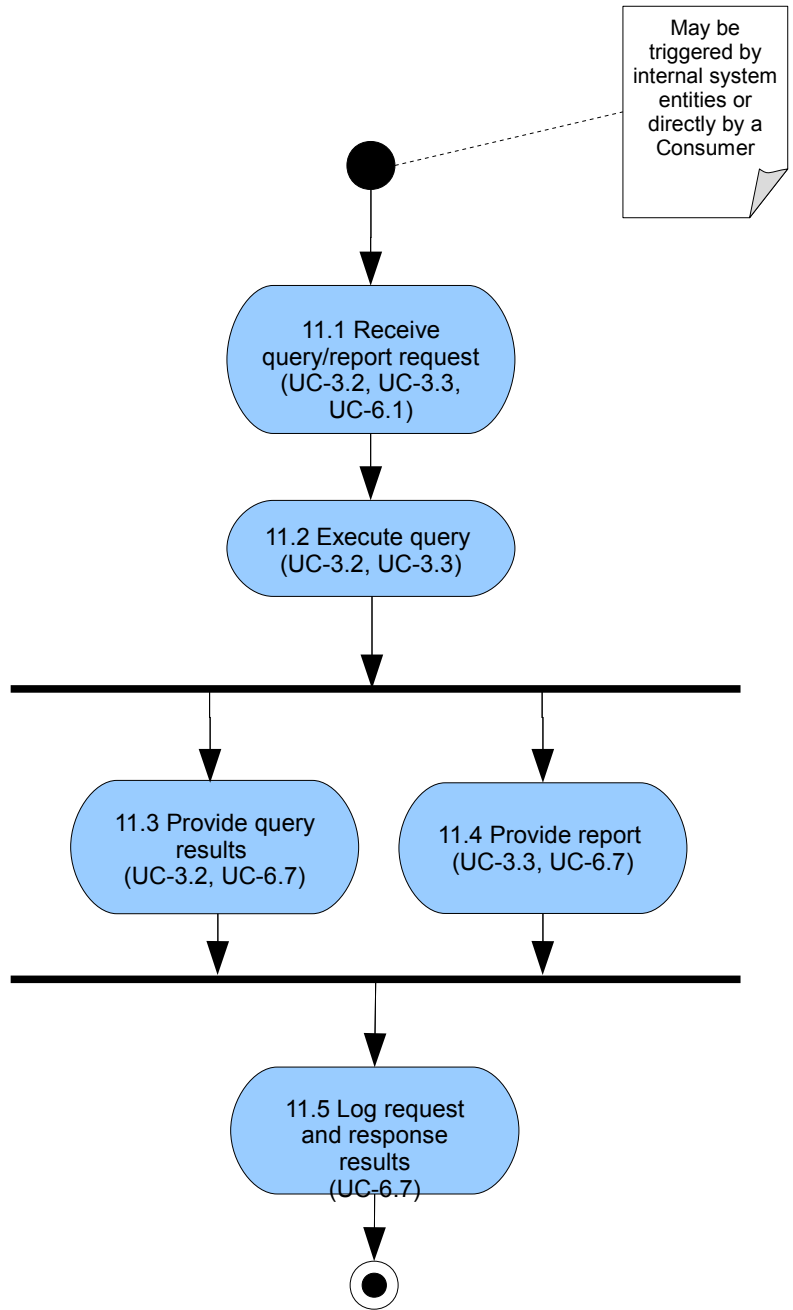 May be
triggered by
internal system
entities or
directly by a
Consumer
11.1 Receive
query/report request
(UC-3.2, UC-3.3,
UC-6.1)
11.2 Execute query
(UC-3.2, UC-3.3)
11.3 Provide query
results
(UC-3.2, UC-6.7)
11.4 Provide report
(UC-3.3, UC-6.7)
11.5 Log request
and response
results
(UC-6.7)